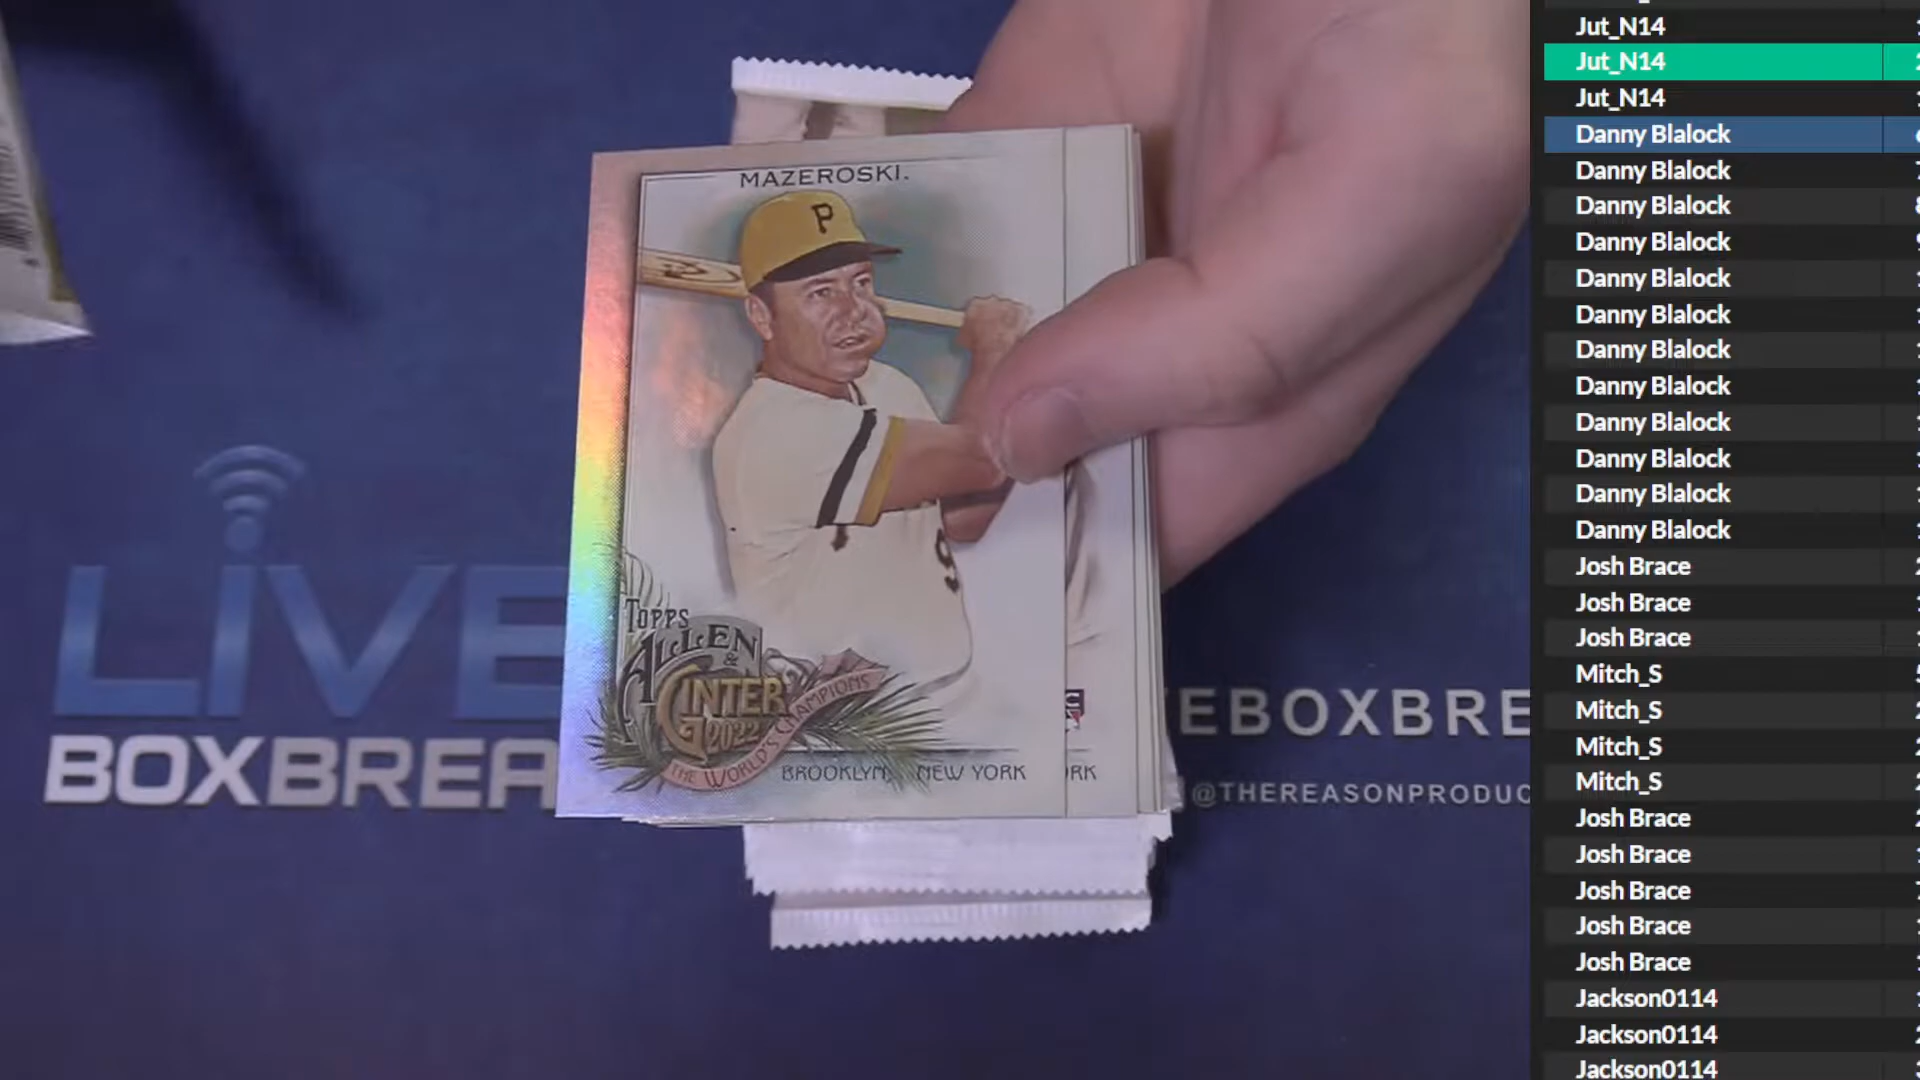 MAZEROSKI.
P
9
TOPPS
ALLEN
&
GINTER
2022
THE WORLD'S CHAMPIONS
BROOKLYN, NEW YORK
RK
LIVE
BOXBREA
EBOXBRE
@THEREASONPRODUC
Jut_N14
Jut_N14
Jut_N14
Danny Blalock
Danny Blalock
Danny Blalock
Danny Blalock
Danny Blalock
Danny Blalock
Danny Blalock
Danny Blalock
Danny Blalock
Danny Blalock
Danny Blalock
Danny Blalock
Josh Brace
Josh Brace
Josh Brace
Mitch_S
Mitch_S
Mitch_S
Mitch_S
Josh Brace
Josh Brace
Josh Brace
Josh Brace
Josh Brace
Jackson0114
Jackson0114
Jackson0114